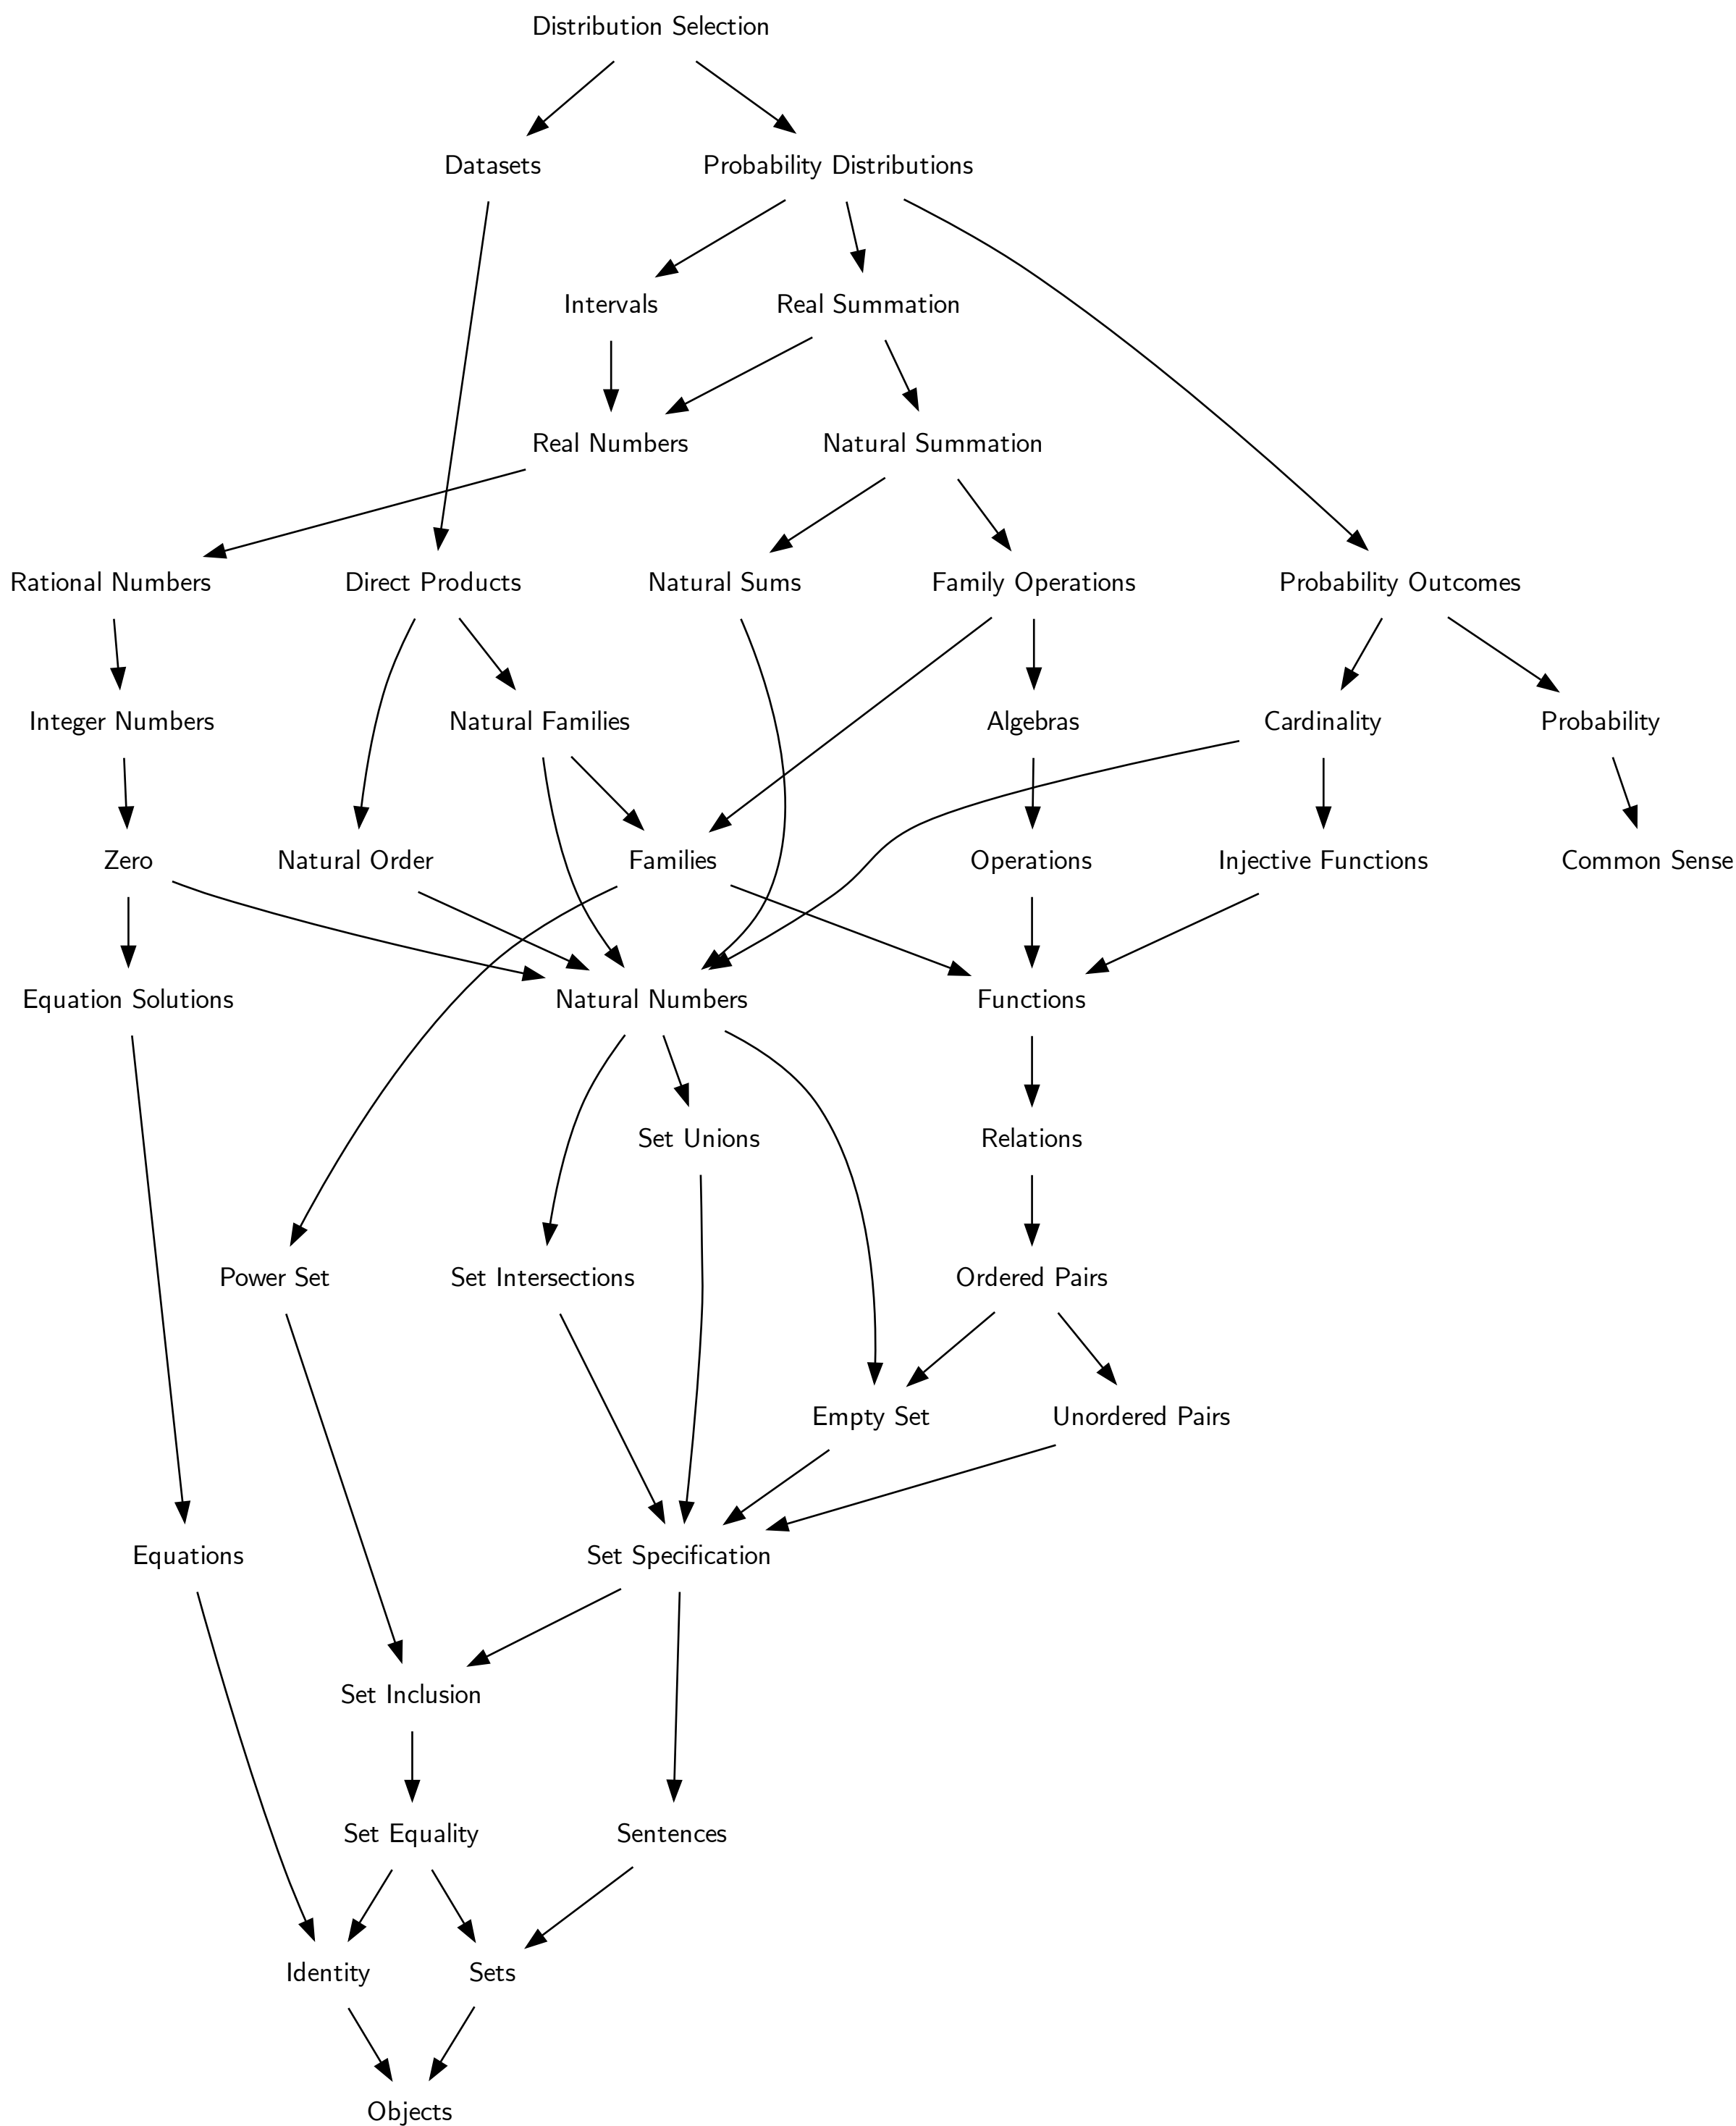 Distribution Selection
Datasets
Probability Distributions
Intervals
Real Summation
Real Numbers
Natural Summation
Rational Numbers
Direct Products
Natural Sums
Family Operations
Probability Outcomes
Integer Numbers
Natural Families
Algebras
Cardinality
Probability
Zero
Natural Order
Families
Operations
Injective Functions
Common Sense
Equation Solutions
Natural Numbers
Functions
Set Unions
Relations
Power Set
Set Intersections
Ordered Pairs
Empty Set
Unordered Pairs
Equations
Set Specification
Set Inclusion
Set Equality
Sentences
Identity
Sets
Objects